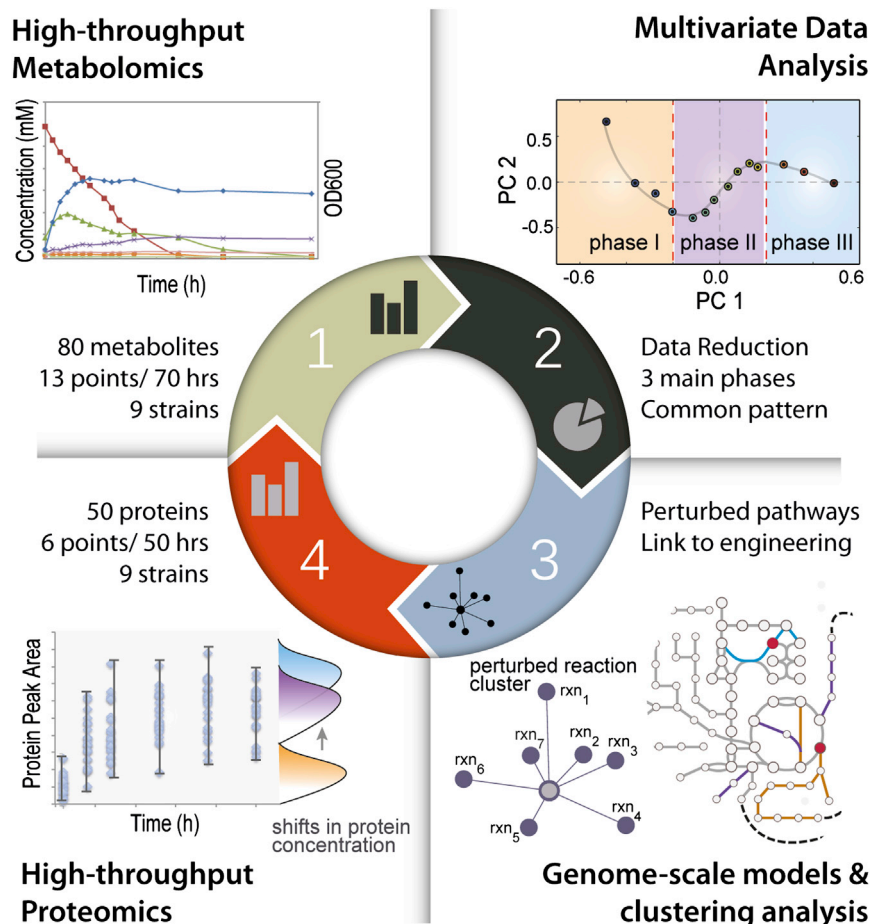 High-throughput
Metabolomics
Concentration (mM)
OD600
Time (h)
80 metabolites
13 points/ 70 hrs
9 strains
1
Multivariate Data
Analysis
PC 2
0.5
0.0
-0.5
phase I
phase II
phase III
-0.6
0.0
0.6
PC 1
Data Reduction
3 main phases
Common pattern
2
Perturbed pathways
Link to engineering
3
perturbed reaction
cluster
rxn1
rxn2
rxn3
rxn4
rxn5
rxn6
rxn7
Genome-scale models &
clustering analysis
50 proteins
6 points/ 50 hrs
9 strains
4
Protein Peak Area
Time (h)
shifts in protein
concentration
High-throughput
Proteomics